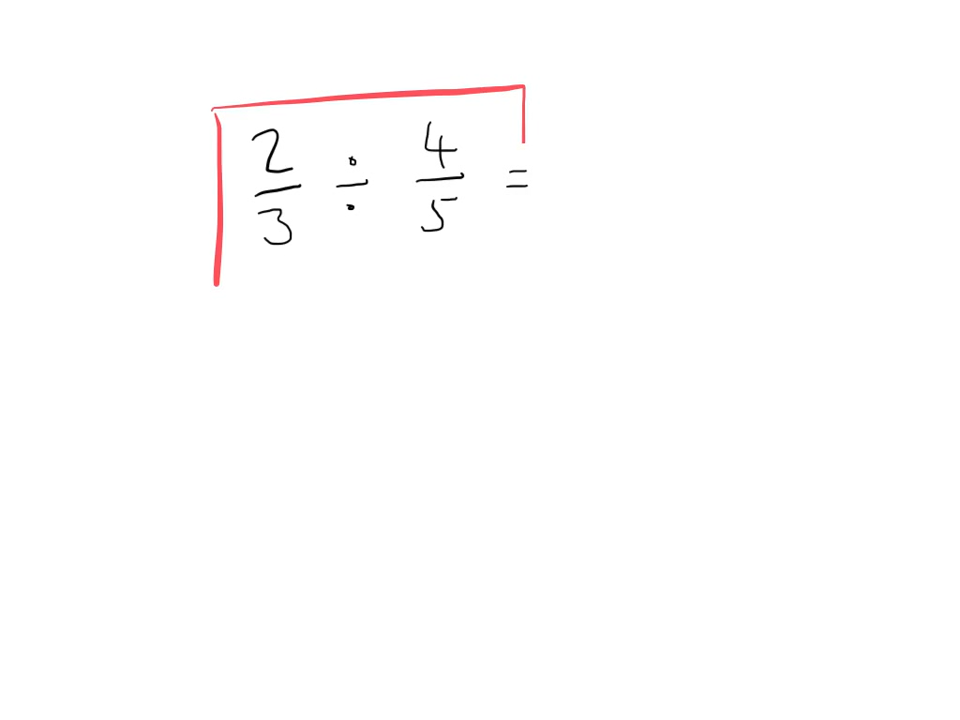 2/3 ÷ 4/5 =